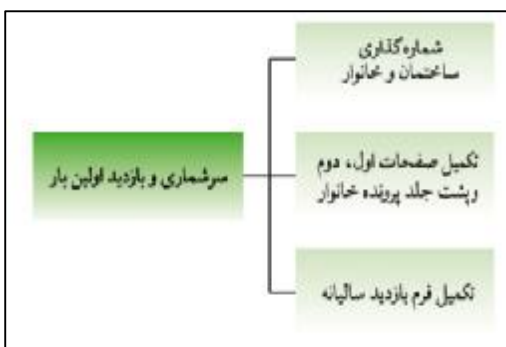 شماره گذاری
ساختمان و خانوار
سرشماری و بازدید اولین بار
تکمیل صفحات اول، دوم
و پشت جلد پرونده خانوار
تکمیل فرم بازدید سالیانه